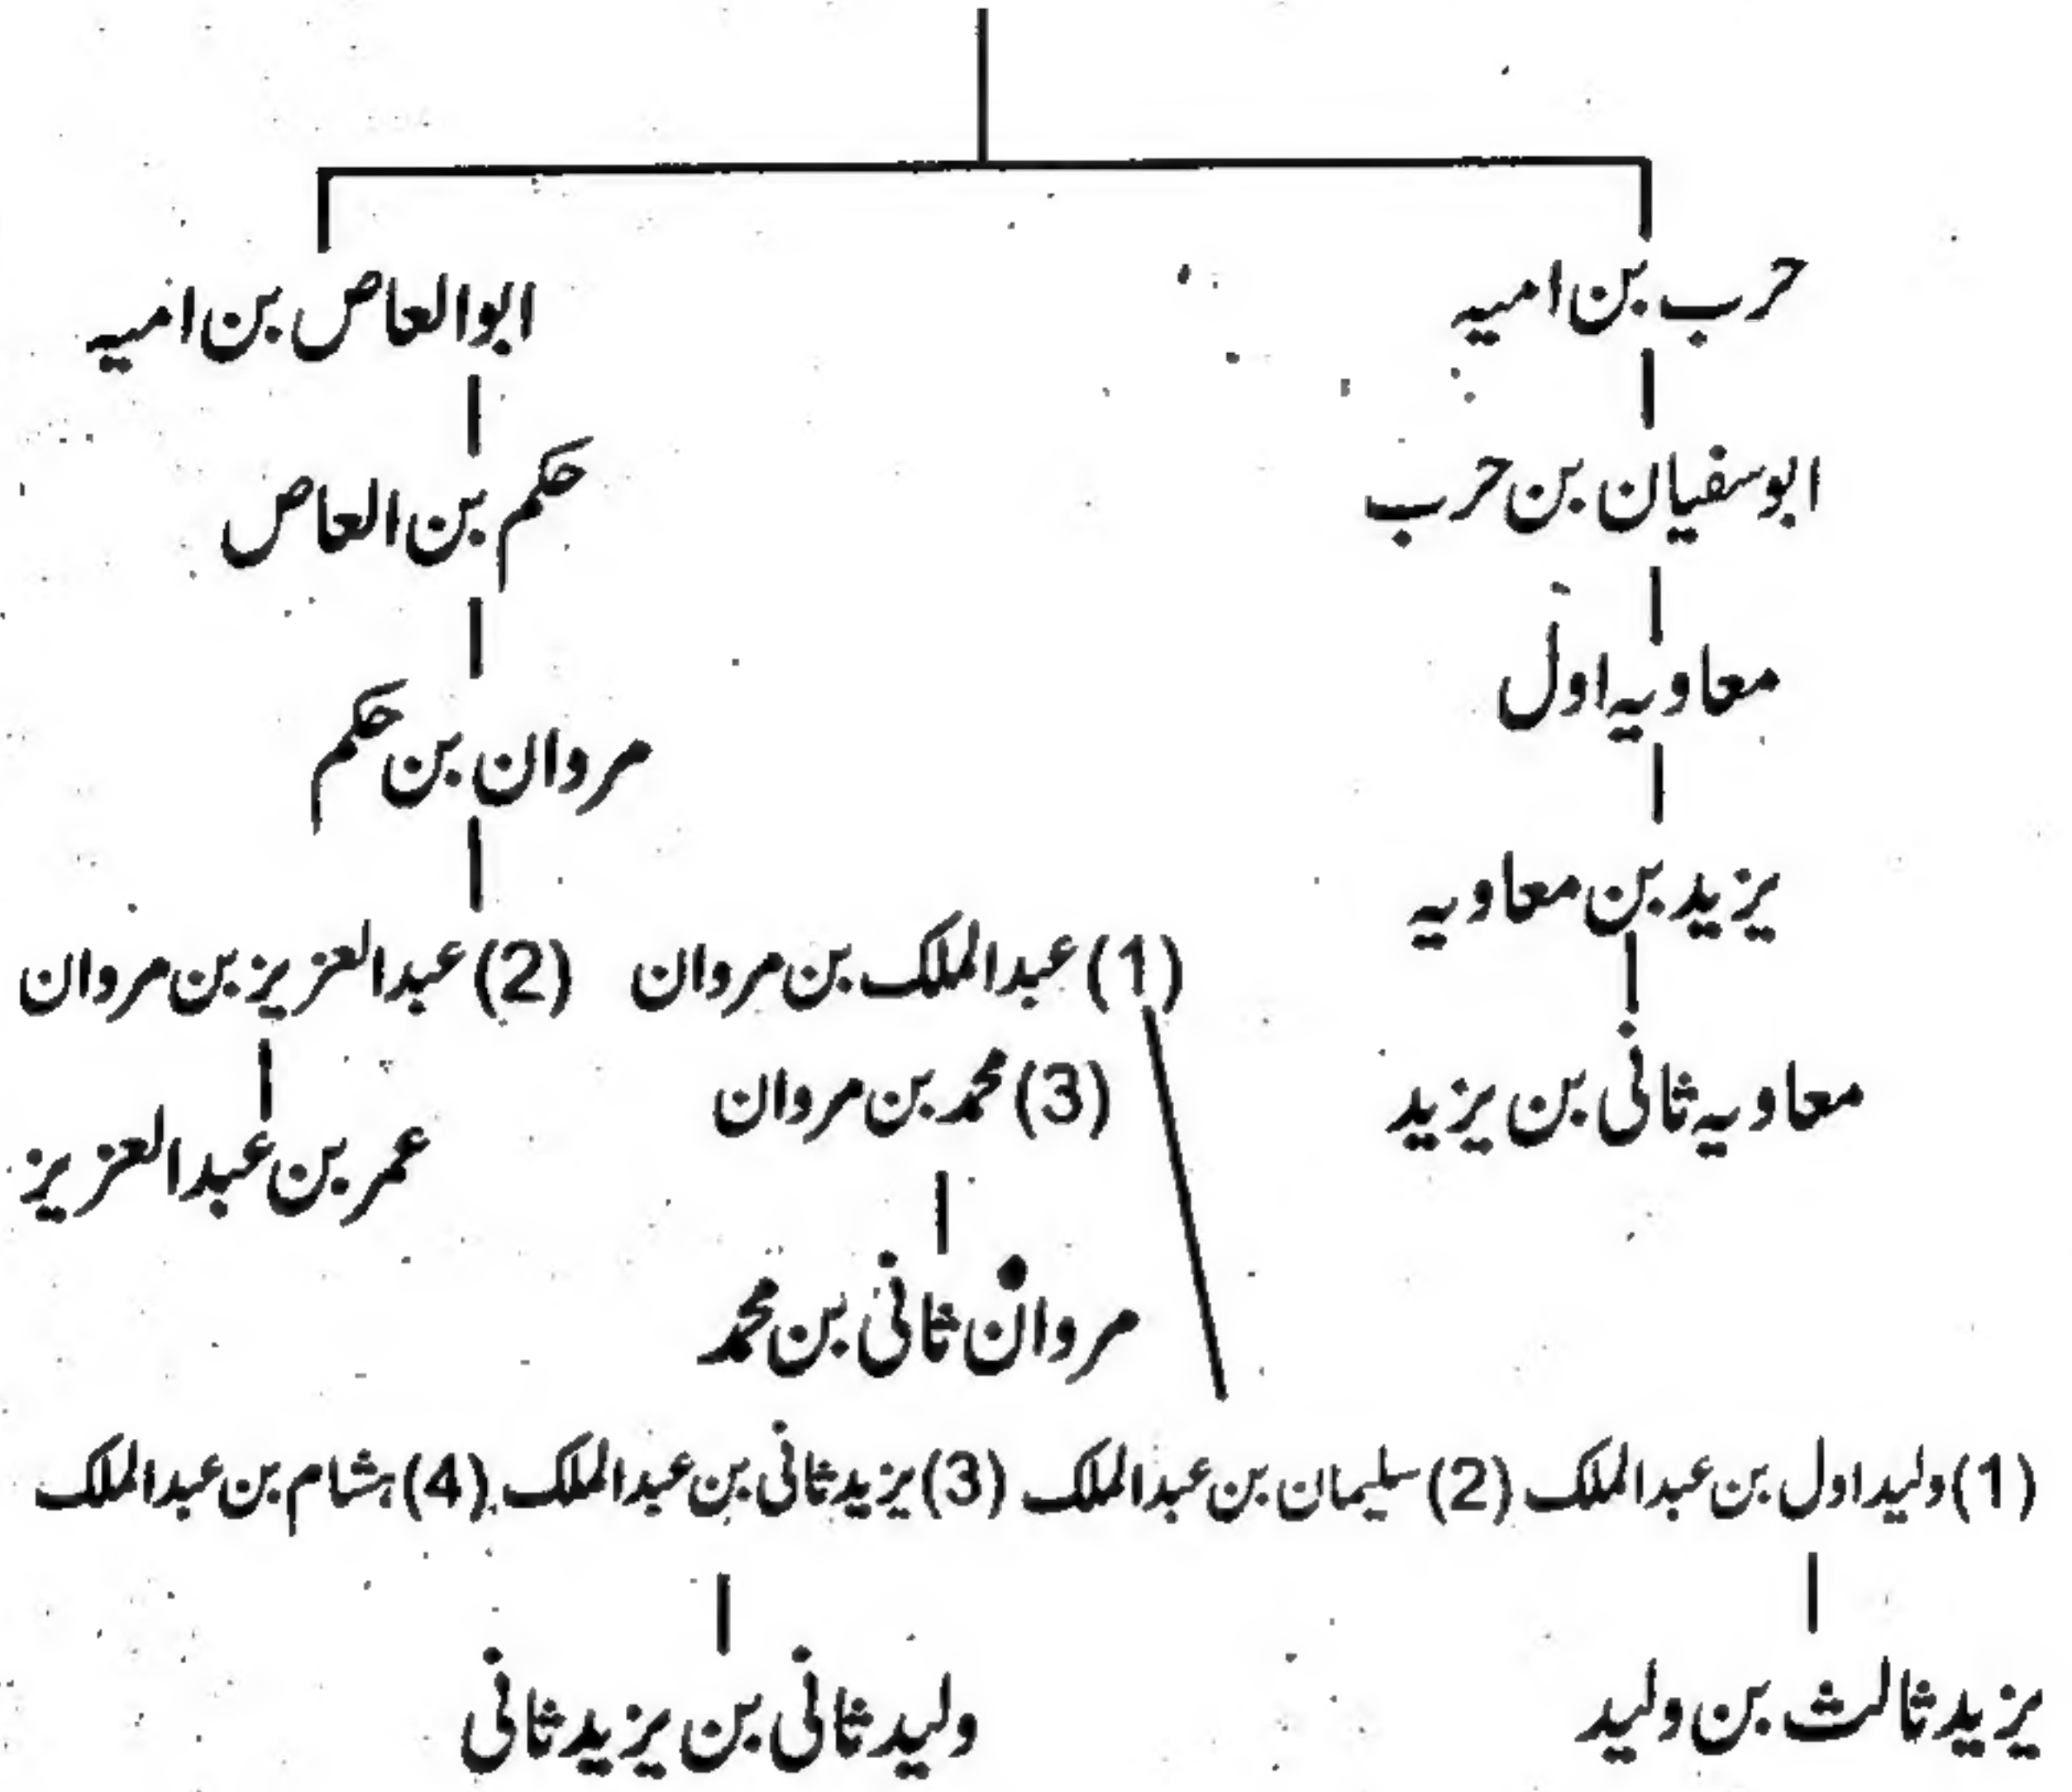 حرب بن امیہ
ابوالعاص بن امیہ
ابوسفیان بن حرب
حکم بن العاص
معاویہ اول
مروان بن حکم
یزید بن معاویہ
(1) عبدالملک بن مروان (2) عبدالعزیز بن مروان
معاویہ ثانی بن یزید
(3) محمد بن مروان
عمر بن عبدالعزیز
مروان ثانی بن محمد
(1) ولید اول بن عبدالملک (2) سلیمان بن عبدالملک (3) یزید ثانی بن عبدالملک (4) ہشام بن عبدالملک
یزید ثالث بن ولید
ولید ثانی بن یزید ثانی